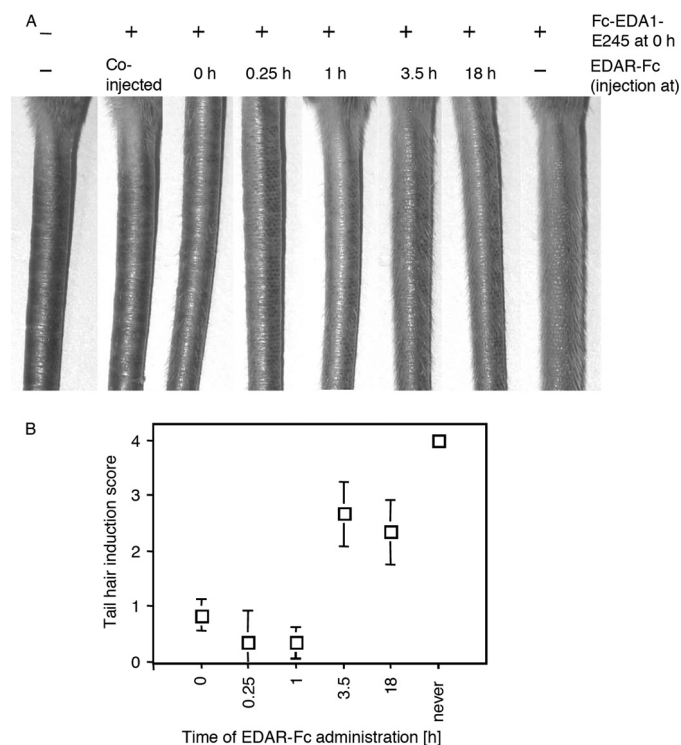 A
– + + + + + + + Fc-EDA1-
E245 at 0 h
– Co-
injected 0 h 0.25 h 1 h 3.5 h 18 h – EDAR-Fc
(injection at)
B
Tail hair induction score
4
3
2
1
0
0 0.25 1 3.5 18 never
Time of EDAR-Fc administration [h]